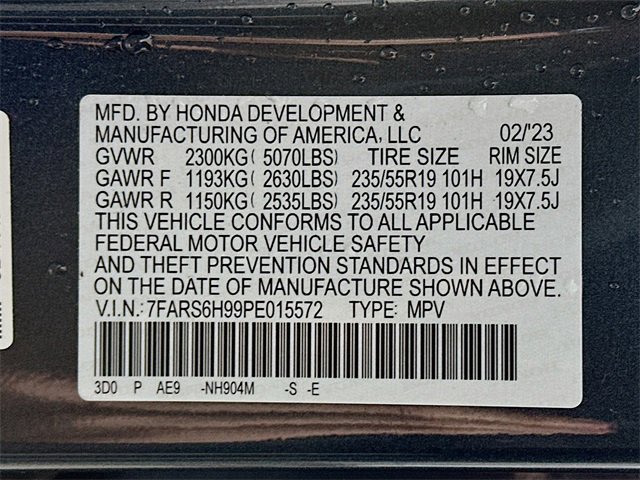 MFD. BY HONDA DEVELOPMENT &
MANUFACTURING OF AMERICA, LLC 02/'23
GVWR 2300KG( 5070LBS) TIRE SIZE RIM SIZE
GAWR F 1193KG( 2630LBS) 235/55R19 101H 19X7.5J
GAWR R 1150KG( 2535LBS) 235/55R19 101H 19X7.5J
THIS VEHICLE CONFORMS TO ALL APPLICABLE
FEDERAL MOTOR VEHICLE SAFETY
AND THEFT PREVENTION STANDARDS IN EFFECT
ON THE DATE OF MANUFACTURE SHOWN ABOVE.
V.I.N.:7FARS6H99PE015572 TYPE: MPV
3D0 P AE9 -NH904M -S -E